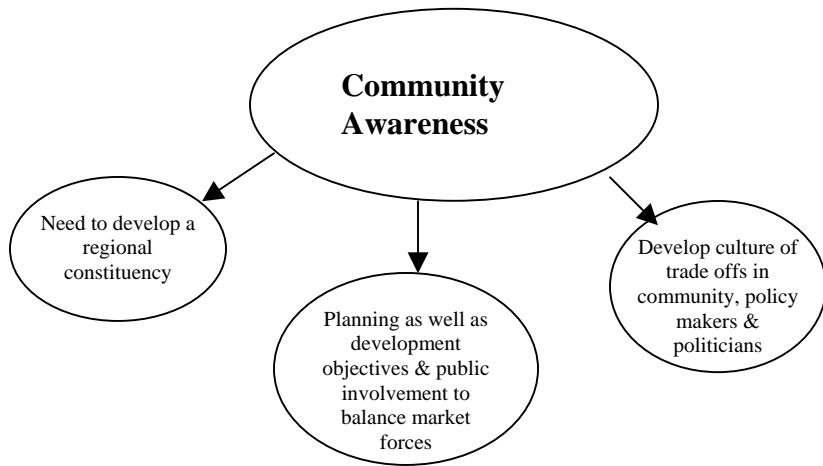 Community
Awareness
Need to develop a
regional
constituency
Planning as well as
development
objectives & public
involvement to
balance market
forces
Develop culture of
trade offs in
community, policy
makers &
politicians